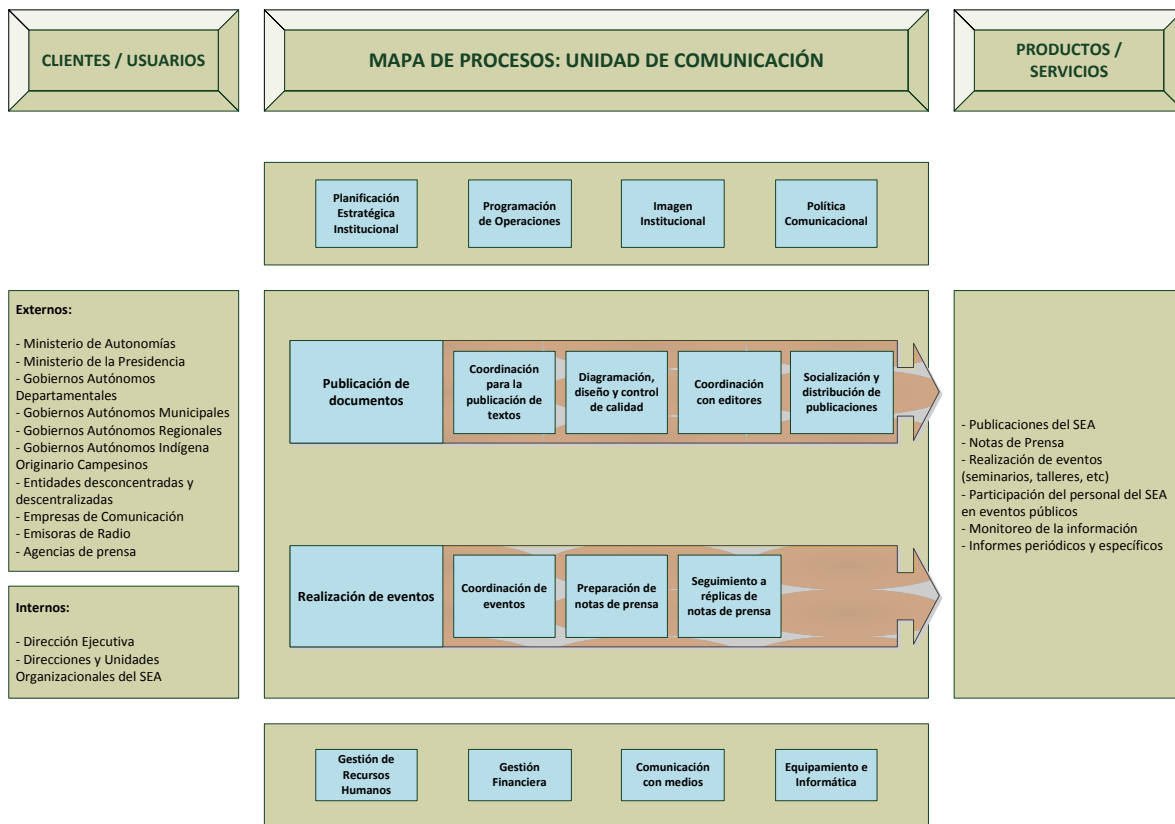 CLIENTES / USUARIOS
MAPA DE PROCESOS: UNIDAD DE COMUNICACIÓN
PRODUCTOS /
SERVICIOS
Planificación
Estratégica
Institucional
Programación
de Operaciones
Imagen
Institucional
Política
Comunicacional
Externos:
- Ministerio de Autonomías
- Ministerio de la Presidencia
- Gobiernos Autónomos
Departamentales
- Gobiernos Autónomos Municipales
- Gobiernos Autónomos Regionales
- Gobiernos Autónomos Indígena
Originario Campesinos
- Entidades desconcentradas y
descentralizadas
- Empresas de Comunicación
- Emisoras de Radio
- Agencias de prensa
Internos:
- Dirección Ejecutiva
- Direcciones y Unidades
Organizacionales del SEA
Publicación de
documentos
Coordinación
para la
publicación de
textos
Diagramación,
diseño y control
de calidad
Coordinación
con editores
Socialización y
distribución de
publicaciones
Realización de eventos
Coordinación de
eventos
Preparación de
notas de prensa
Seguimiento a
réplicas de
notas de prensa
- Publicaciones del SEA
- Notas de Prensa
- Realización de eventos
(seminarios, talleres, etc)
- Participación del personal del SEA
en eventos públicos
- Monitoreo de la información
- Informes periódicos y específicos
Gestión de
Recursos
Humanos
Gestión
Financiera
Comunicación
con medios
Equipamiento e
Informática